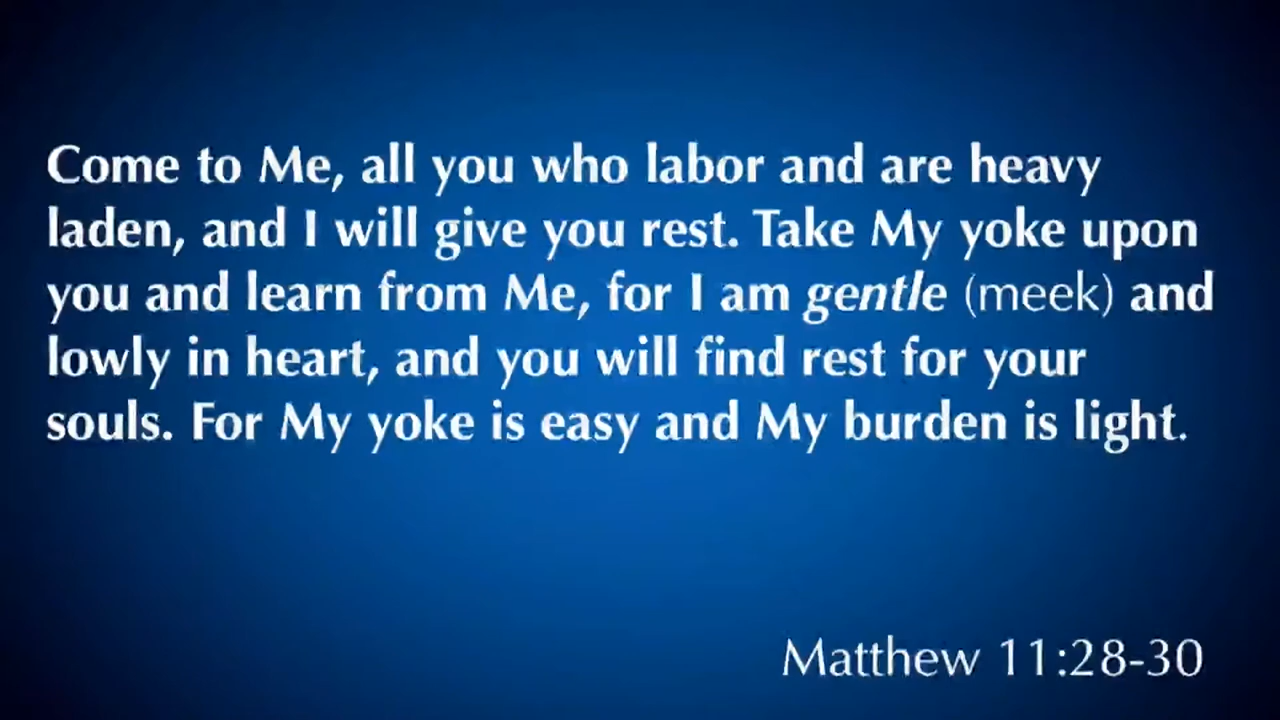 Come to Me, all you who labor and are heavy
laden, and I will give you rest. Take My yoke upon
you and learn from Me, for I am gentle (meek) and
lowly in heart, and you will find rest for your
souls. For My yoke is easy and My burden is light.
Matthew 11:28-30